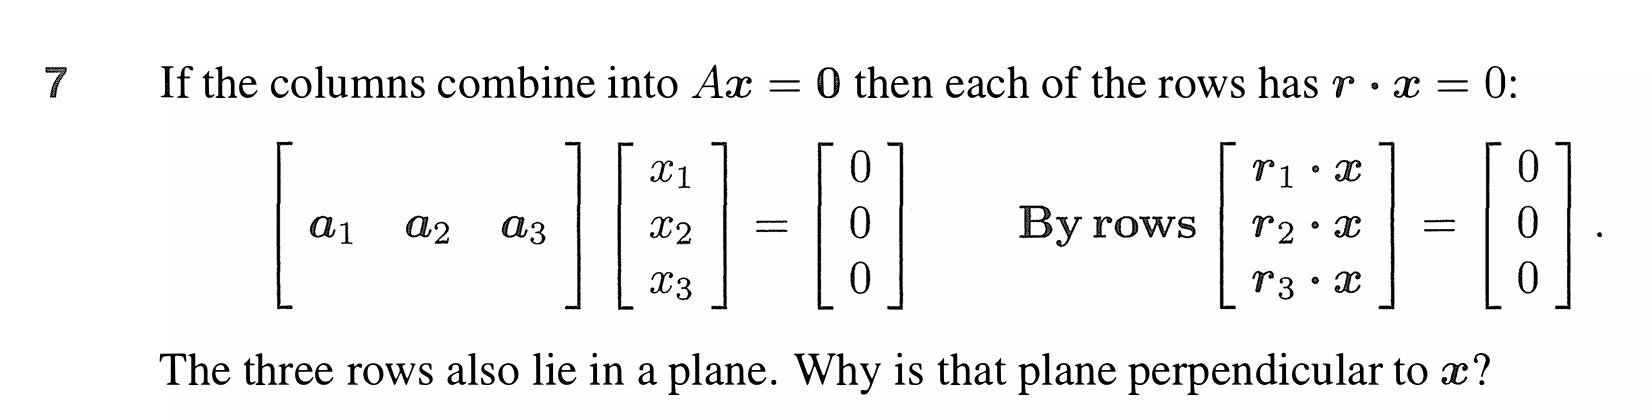 7 If the columns combine into Ax = 0 then each of the rows has r · x = 0:
[ a₁ a₂ a₃ ] [ x₁ x₂ x₃ ] = [ 0 0 0 ] By rows [ r₁ · x r₂ · x r₃ · x ] = [ 0 0 0 ] .
The three rows also lie in a plane. Why is that plane perpendicular to x?